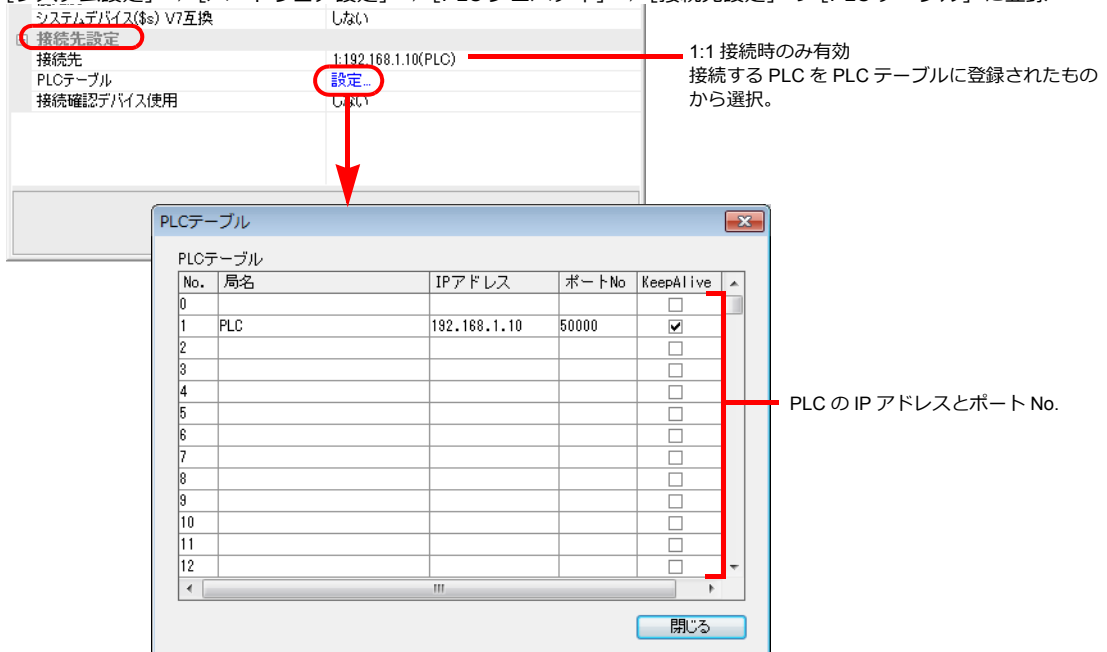 システムデバイス($s) V7互換 しない
接続先設定
接続先 1:192.168.1.10(PLC)
PLCテーブル 設定...
接続確認デバイス使用 しない
1:1 接続時のみ有効
接続する PLC を PLC テーブルに登録されたもの
から選択。
PLCテーブル
PLCテーブル
No. 局名 IPアドレス ポートNo KeepAlive
0
1 PLC 192.168.1.10 50000
2
3
4
5
6
7
8
9
10
11
12
PLC の IP アドレスとポート No.
閉じる